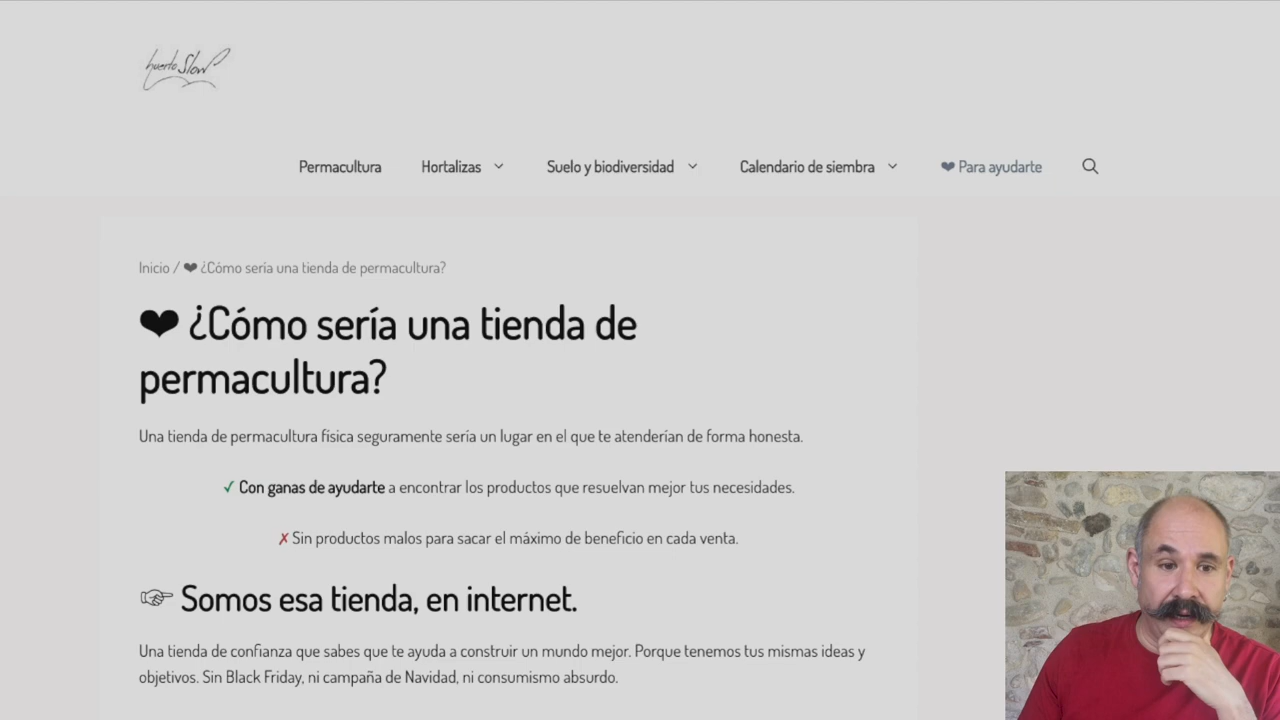 huerto Slow
Permacultura Hortalizas Suelo y biodiversidad Calendario de siembra ❤ Para ayudarte
Inicio / ❤ ¿Cómo sería una tienda de permacultura?
❤ ¿Cómo sería una tienda de
permacultura?
Una tienda de permacultura física seguramente sería un lugar en el que te atenderían de forma honesta.
✓ Con ganas de ayudarte a encontrar los productos que resuelvan mejor tus necesidades.
✗ Sin productos malos para sacar el máximo de beneficio en cada venta.
👉 Somos esa tienda, en internet.
Una tienda de confianza que sabes que te ayuda a construir un mundo mejor. Porque tenemos tus mismas ideas y
objetivos. Sin Black Friday, ni campaña de Navidad, ni consumismo absurdo.